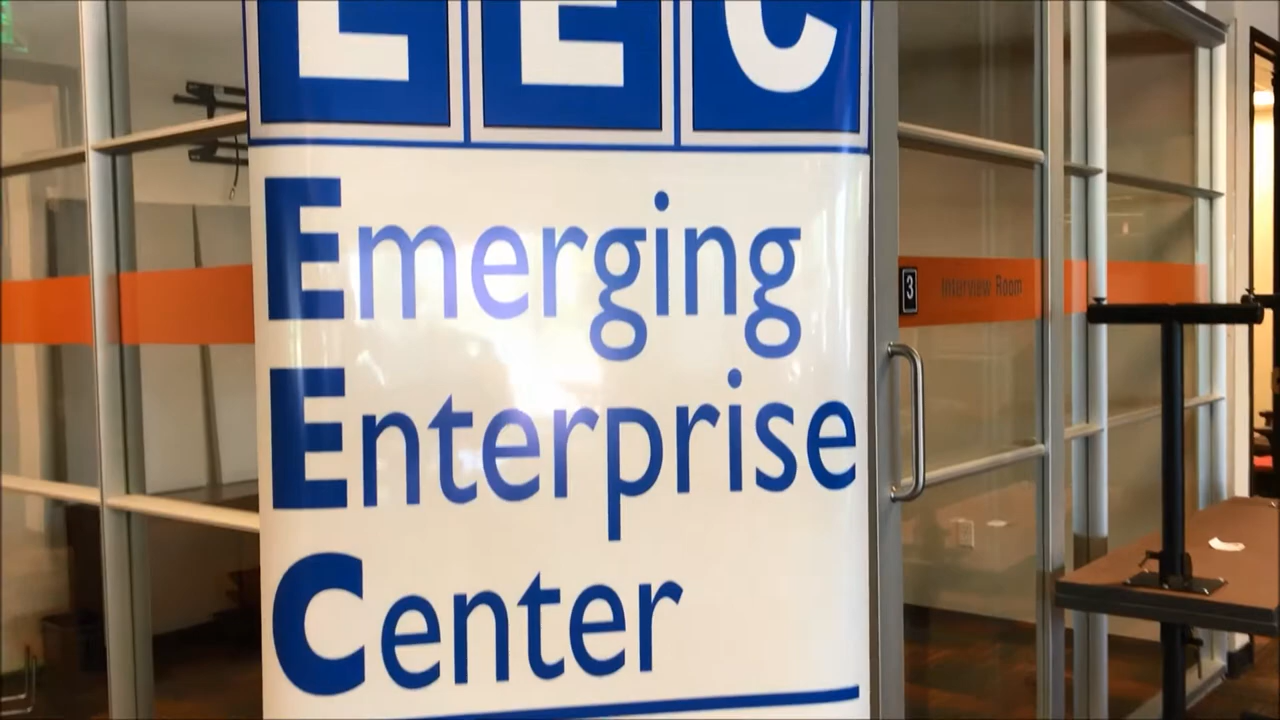 EEC
Emerging
Enterprise
Center
3 Interview Room